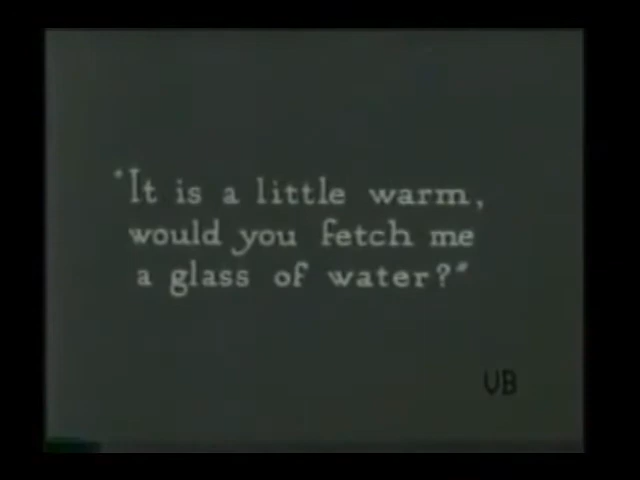 "It is a little warm,
would you fetch me
a glass of water?"
VB